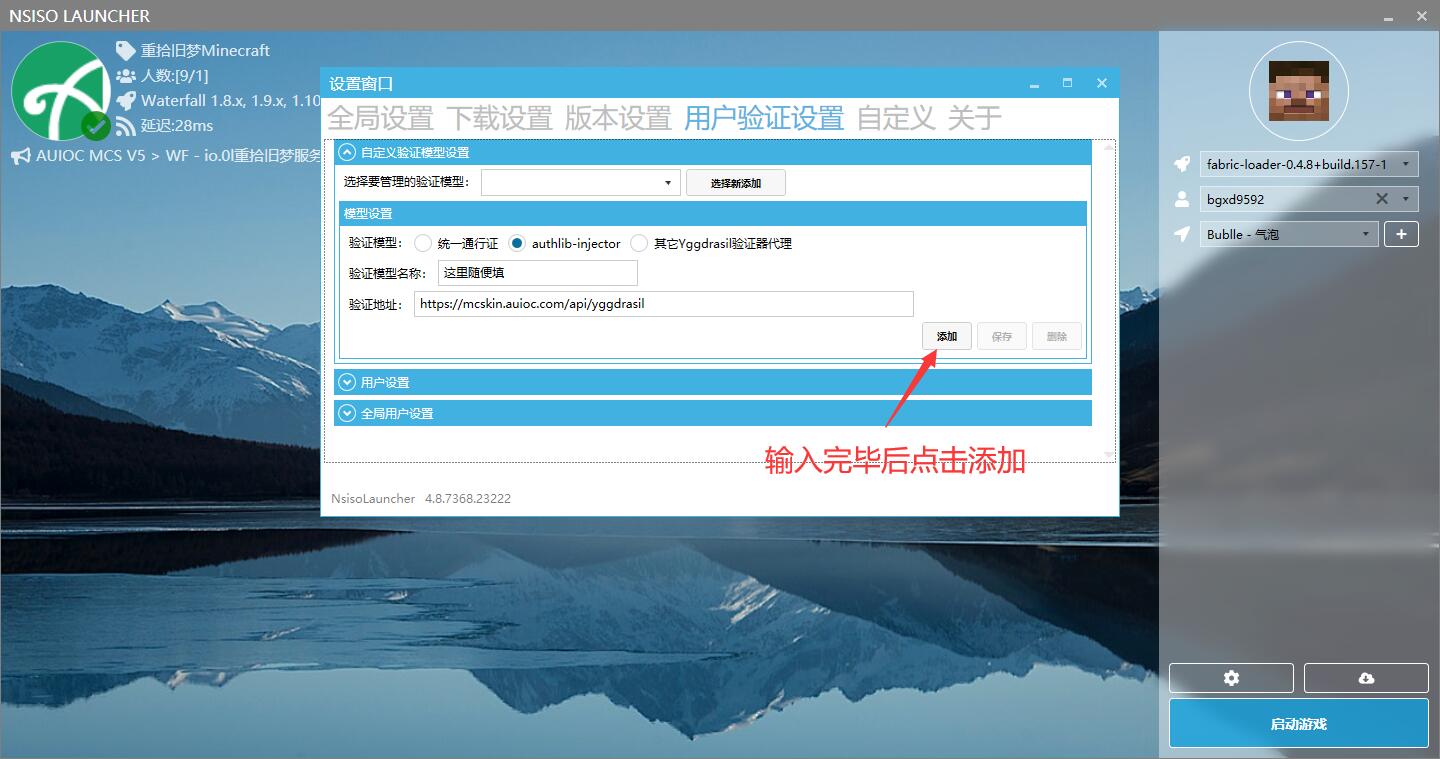 NSISO LAUNCHER
重拾旧梦Minecraft
人数:[9/1]
Waterfall 1.8.x, 1.9.x, 1.10
延迟:28ms
AUIOC MCS V5 > WF - io.0l重拾旧梦服务
设置窗口
全局设置 下载设置 版本设置 用户验证设置 自定义 关于
自定义验证模型设置
选择要管理的验证模型: 选择新添加
模型设置
验证模型: 统一通行证 authlib-injector 其它Yggdrasil验证器代理
验证模型名称: 这里随便填
验证地址: https://mcskin.auioc.com/api/yggdrasil
添加 保存 删除
用户设置
全局用户设置
输入完毕后点击添加
NsisoLauncher 4.8.7368.23222
fabric-loader-0.4.8+build.157-1
bgxd9592
Bublle - 气泡
启动游戏